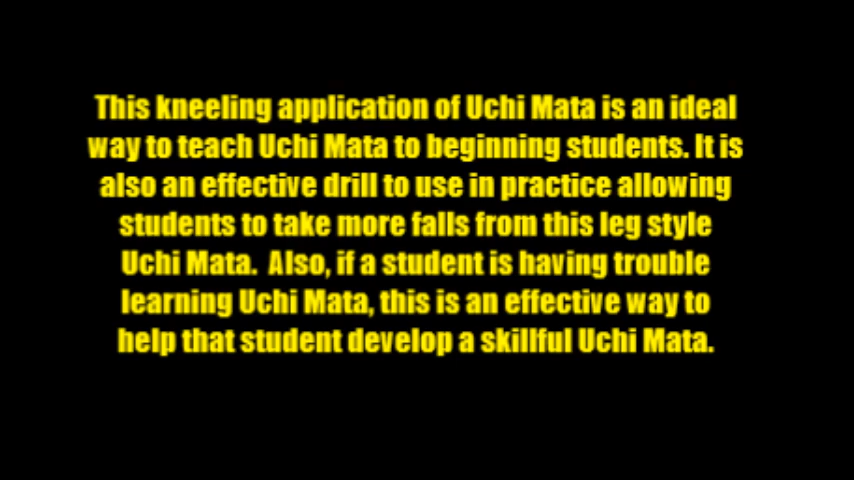 This kneeling application of Uchi Mata is an ideal
way to teach Uchi Mata to beginning students. It is
also an effective drill to use in practice allowing
students to take more falls from this leg style
Uchi Mata.  Also, if a student is having trouble
learning Uchi Mata, this is an effective way to
help that student develop a skillful Uchi Mata.